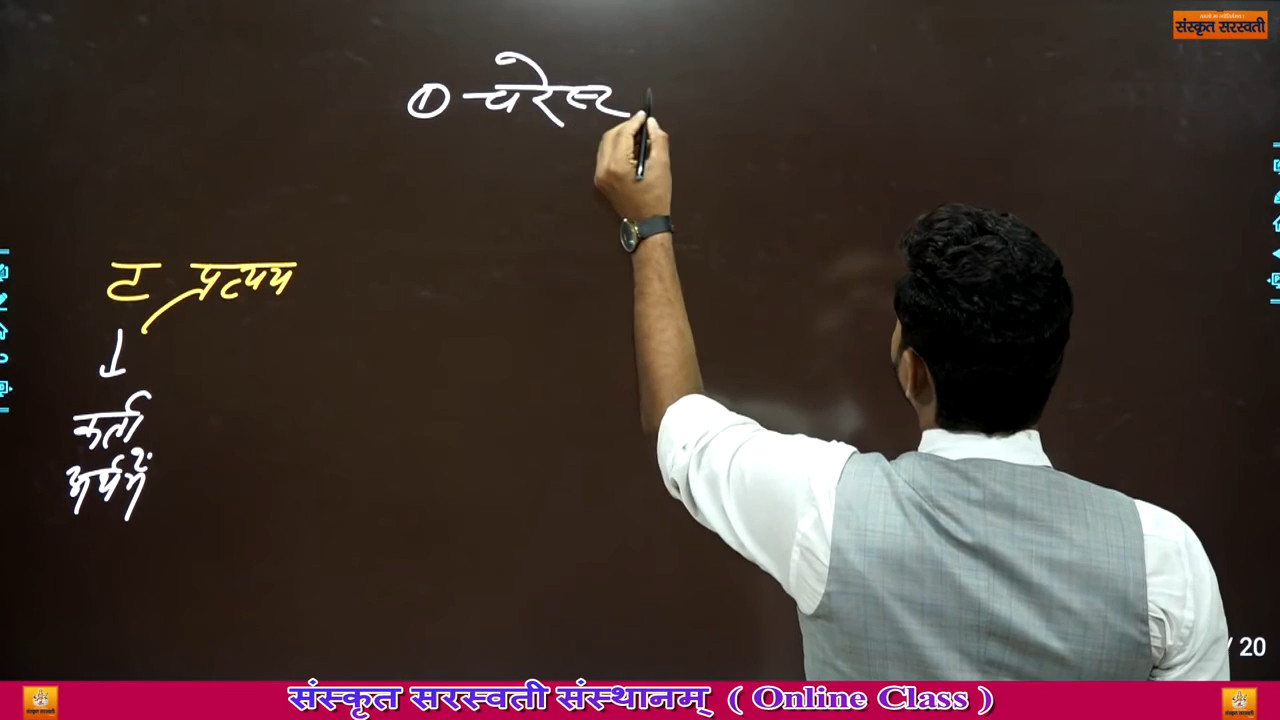 संस्कृत सरस्वती
① चरेष्ट
ट प्रत्यय
↓
कर्ता
अर्थ में
/ 20
संस्कृत सरस्वती संस्थानम् ( Online Class )